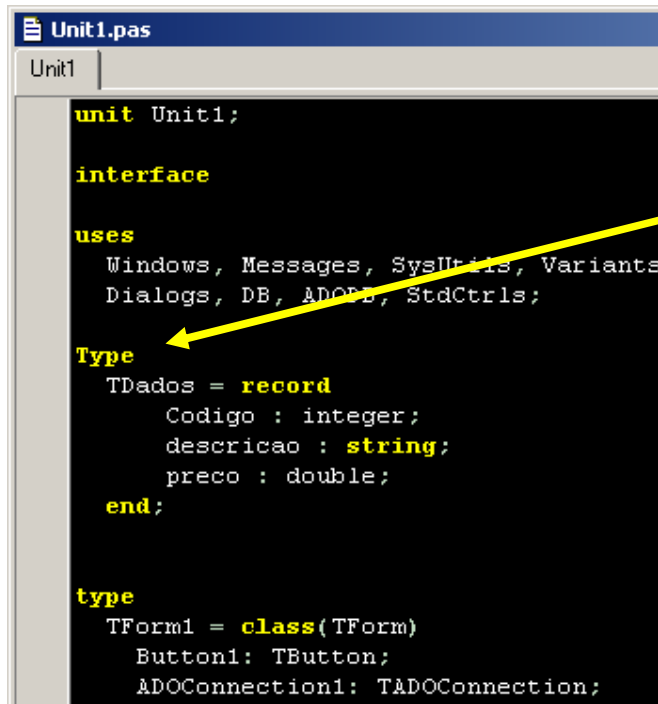 Unit1.pas
Unit1
unit Unit1;
interface
uses
Windows, Messages, SysUtils, Variants
Dialogs, DB, ADODB, StdCtrls;
Type
TDados = record
Codigo : integer;
descricao : string;
preco : double;
end;
type
TForm1 = class(TForm)
Button1: TButton;
ADOConnection1: TADOConnection;